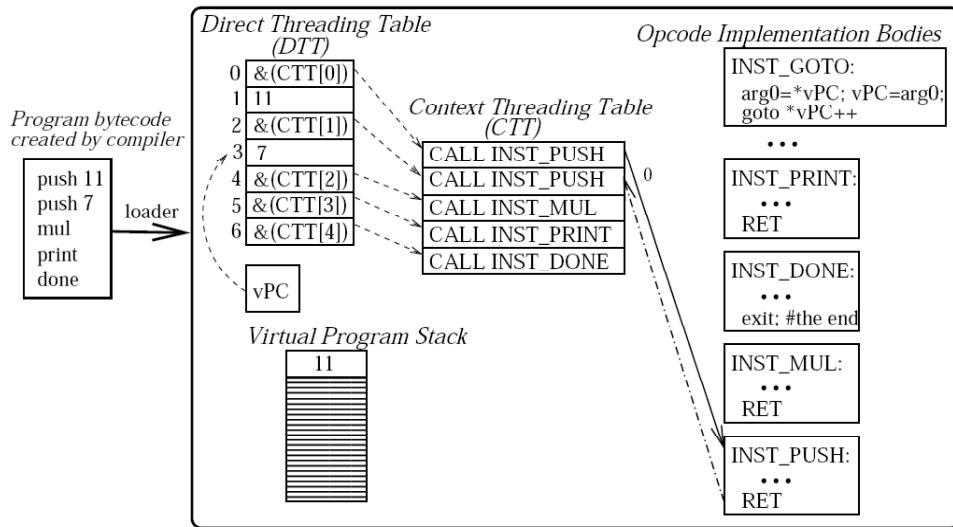 Direct Threading Table
(DTT)
0 &(CTT[0])
1 11
2 &(CTT[1])
3 7
4 &(CTT[2])
5 &(CTT[3])
6 &(CTT[4])
vPC
Program bytecode
created by compiler
push 11
push 7
mul
print
done
loader
Virtual Program Stack
11
Context Threading Table
(CTT)
CALL INST_PUSH
CALL INST_PUSH
CALL INST_MUL
CALL INST_PRINT
CALL INST_DONE
0
Opcode Implementation Bodies
INST_GOTO:
arg0=*vPC; vPC=arg0;
goto *vPC++
•••
INST_PRINT:
•••
RET
INST_DONE:
•••
exit; #the end
INST_MUL:
•••
RET
INST_PUSH:
•••
RET